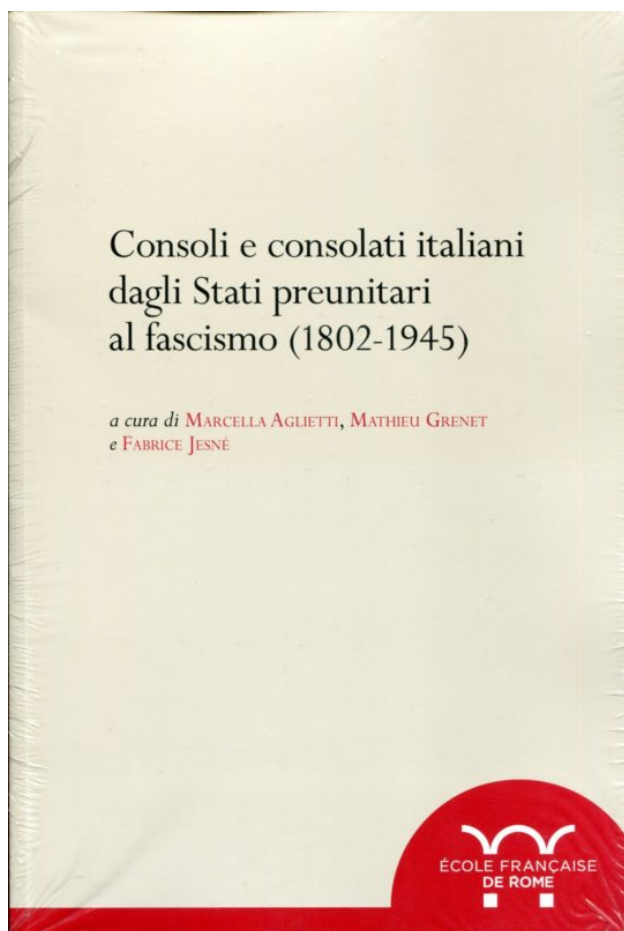 Consoli e consolati italiani
dagli Stati preunitari
al fascismo (1802-1945)
a cura di MARCELLA AGLIETTI, MATHIEU GRENET
e FABRICE JESNÉ
ÉCOLE FRANÇAISE
DE ROME